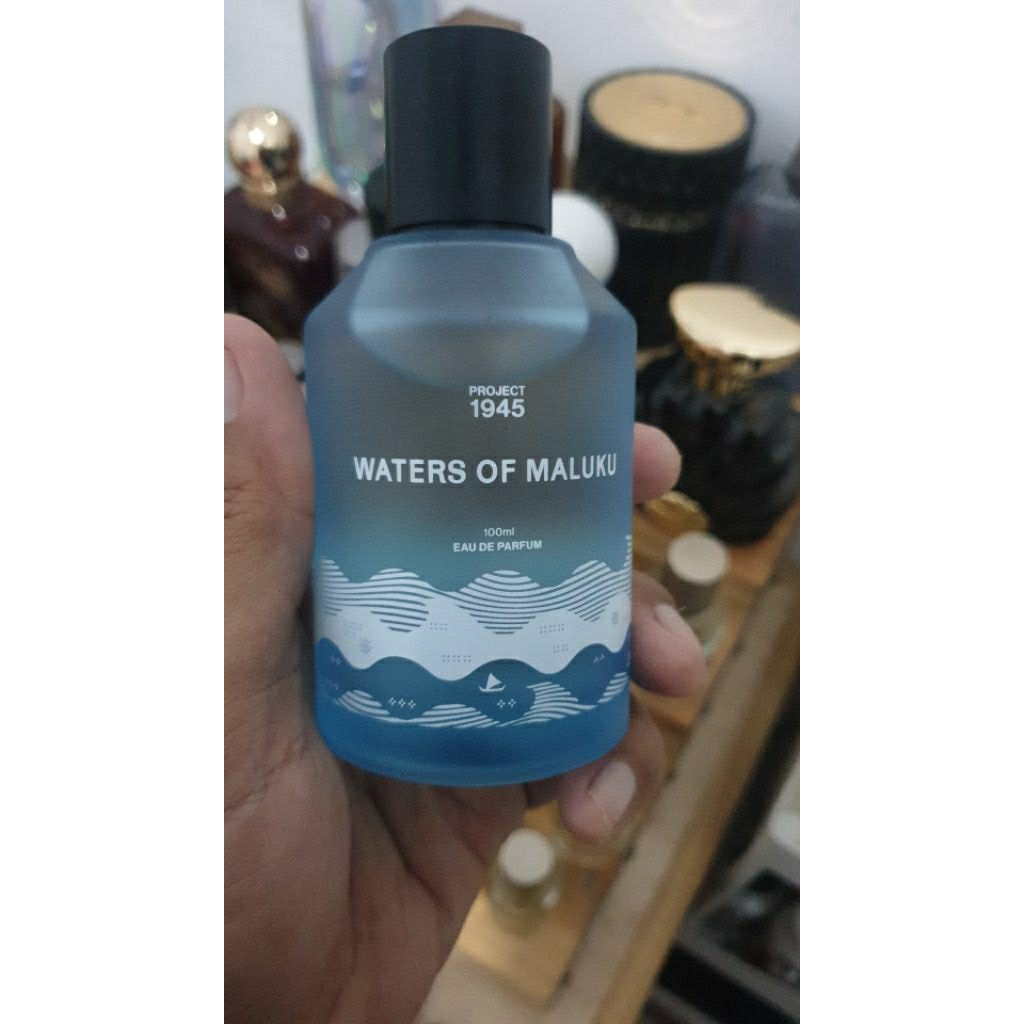 PROJECT
1945
WATERS OF MALUKU
100ml
EAU DE PARFUM